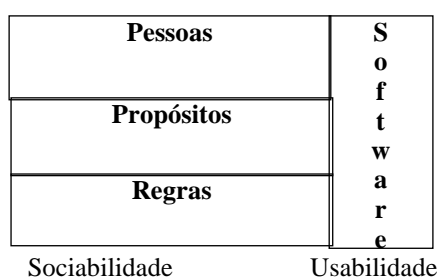 Pessoas
Propósitos
Regras
S
o
f
t
w
a
r
e
Sociabilidade
Usabilidade